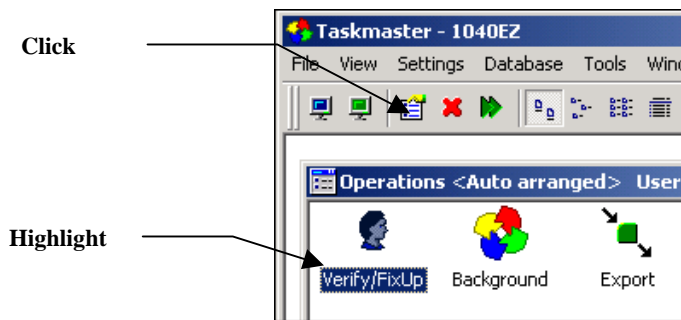 Click
Taskmaster - 1040EZ
File View Settings Database Tools
Operations <Auto arranged> User
Highlight
Verify/FixUp Background Export